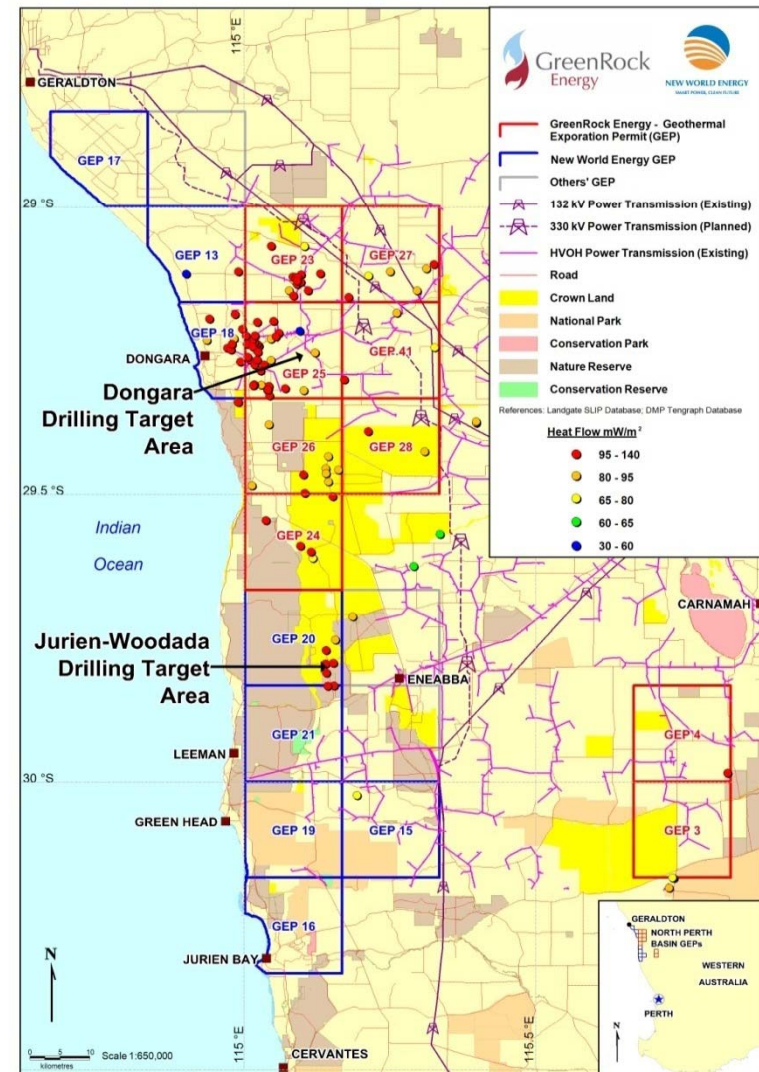 115 °E
GERALDTON
GreenRock
Energy
NEW WORLD ENERGY
SMART POWER, CLEAN FUTURE
GreenRock Energy - Geothermal
Exporation Permit (GEP)
New World Energy GEP
Others' GEP
132 kV Power Transmission (Existing)
330 kV Power Transmission (Planned)
HVOH Power Transmission (Existing)
Road
Crown Land
National Park
Conservation Park
Nature Reserve
Conservation Reserve
References: Landgate SLIP Database; DMP Tengraph Database
Heat Flow mW/m²
95 - 140
80 - 95
65 - 80
60 - 65
30 - 60
GEP 17
29 °S
GEP 13
GEP 23
GEP 27
GEP 18
DONGARA
GEP 25
GEP 41
Dongara
Drilling Target
Area
GEP 26
GEP 28
29.5 °S
Indian
Ocean
GEP 24
CARNAMAH
GEP 20
Jurien-Woodada
Drilling Target
Area
ENEABBA
GEP 21
GEP 4
LEEMAN
30 °S
GREEN HEAD
GEP 19
GEP 15
GEP 3
GEP 16
JURIEN BAY
N
0 5 10
kilometres
Scale 1:650,000
115 °E
115.5 °E
CERVANTES
GERALDTON
NORTH PERTH
BASIN GEPs
WESTERN
AUSTRALIA
PERTH
N